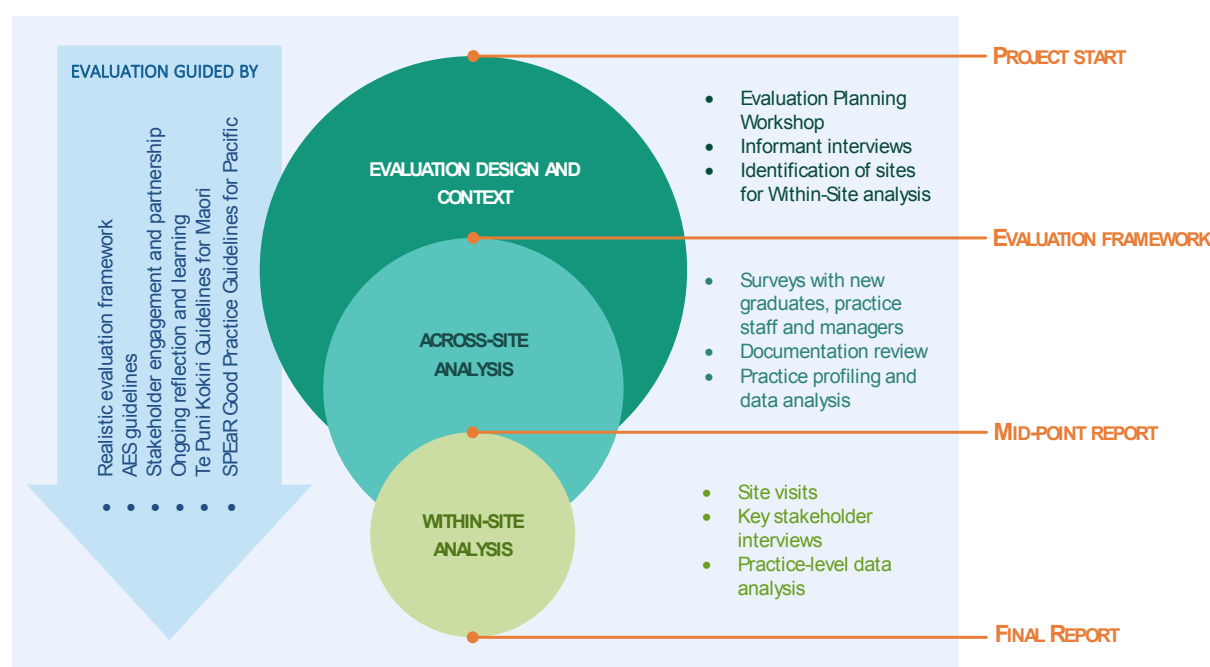 EVALUATION GUIDED BY
• Realistic evaluation framework
• AES guidelines
• Stakeholder engagement and partnership
• Ongoing reflection and learning
• Te Puni Kokiri Guidelines for Maori
• SPEaR Good Practice Guidelines for Pacific
EVALUATION DESIGN AND
CONTEXT
ACROSS-SITE
ANALYSIS
WITHIN-SITE
ANALYSIS
PROJECT START
• Evaluation Planning
Workshop
• Informant interviews
• Identification of sites
for Within-Site analysis
EVALUATION FRAMEWORK
• Surveys with new
graduates, practice
staff and managers
• Documentation review
• Practice profiling and
data analysis
MID-POINT REPORT
• Site visits
• Key stakeholder
interviews
• Practice-level data
analysis
FINAL REPORT